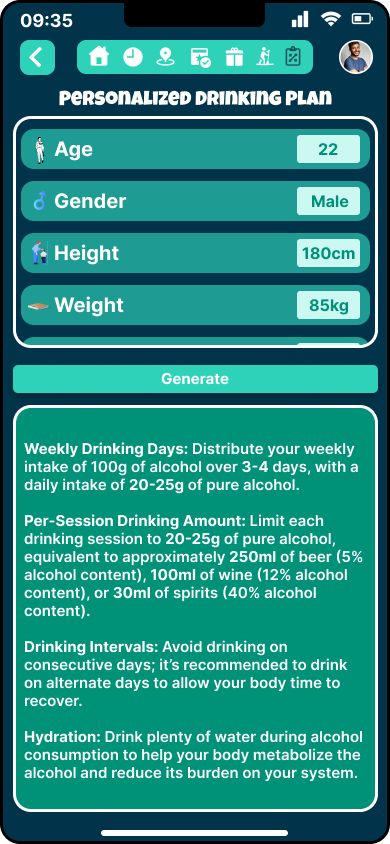 09:35
Personalized Drinking Plan
Age
22
Gender
Male
Height
180cm
Weight
85kg
Generate
Weekly Drinking Days: Distribute your weekly
intake of 100g of alcohol over 3-4 days, with a
daily intake of 20-25g of pure alcohol.
Per-Session Drinking Amount: Limit each
drinking session to 20-25g of pure alcohol,
equivalent to approximately 250ml of beer (5%
alcohol content), 100ml of wine (12% alcohol
content), or 30ml of spirits (40% alcohol
content).
Drinking Intervals: Avoid drinking on
consecutive days; it’s recommended to drink
on alternate days to allow your body time to
recover.
Hydration: Drink plenty of water during alcohol
consumption to help your body metabolize the
alcohol and reduce its burden on your system.